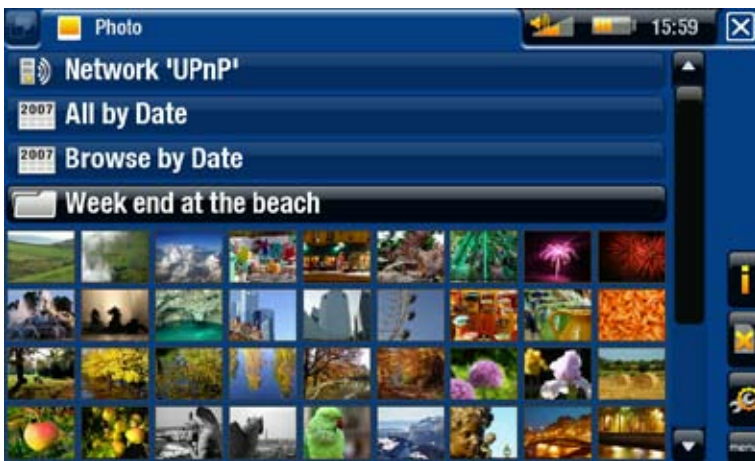 Photo
15:59
Network 'UPnP'
2007
All by Date
2007
Browse by Date
Week end at the beach